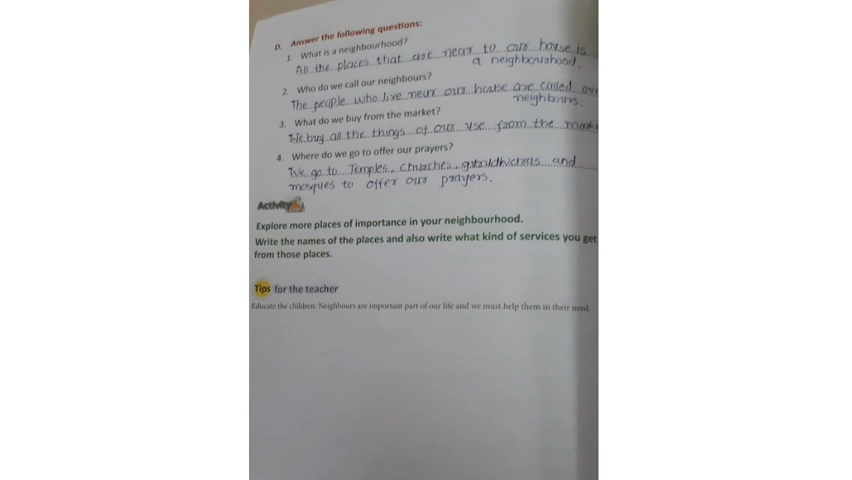 D. Answer the following questions:
1. What is a neighbourhood?
All the places that are near to our house is
a neighbourhood.
2. Who do we call our neighbours?
The people who live near our house are called our
neighbours.
3. What do we buy from the market?
We buy all the things of our use from the
4. Where do we go to offer our prayers?
We go to Temples, churches, and
mosques to offer our prayers.
Activity
Explore more places of importance in your neighbourhood.
Write the names of the places and also write what kind of services you get
from those places.
Tips for the teacher
Educate the children: Neighbours are important part of our life and we must help them in their need.